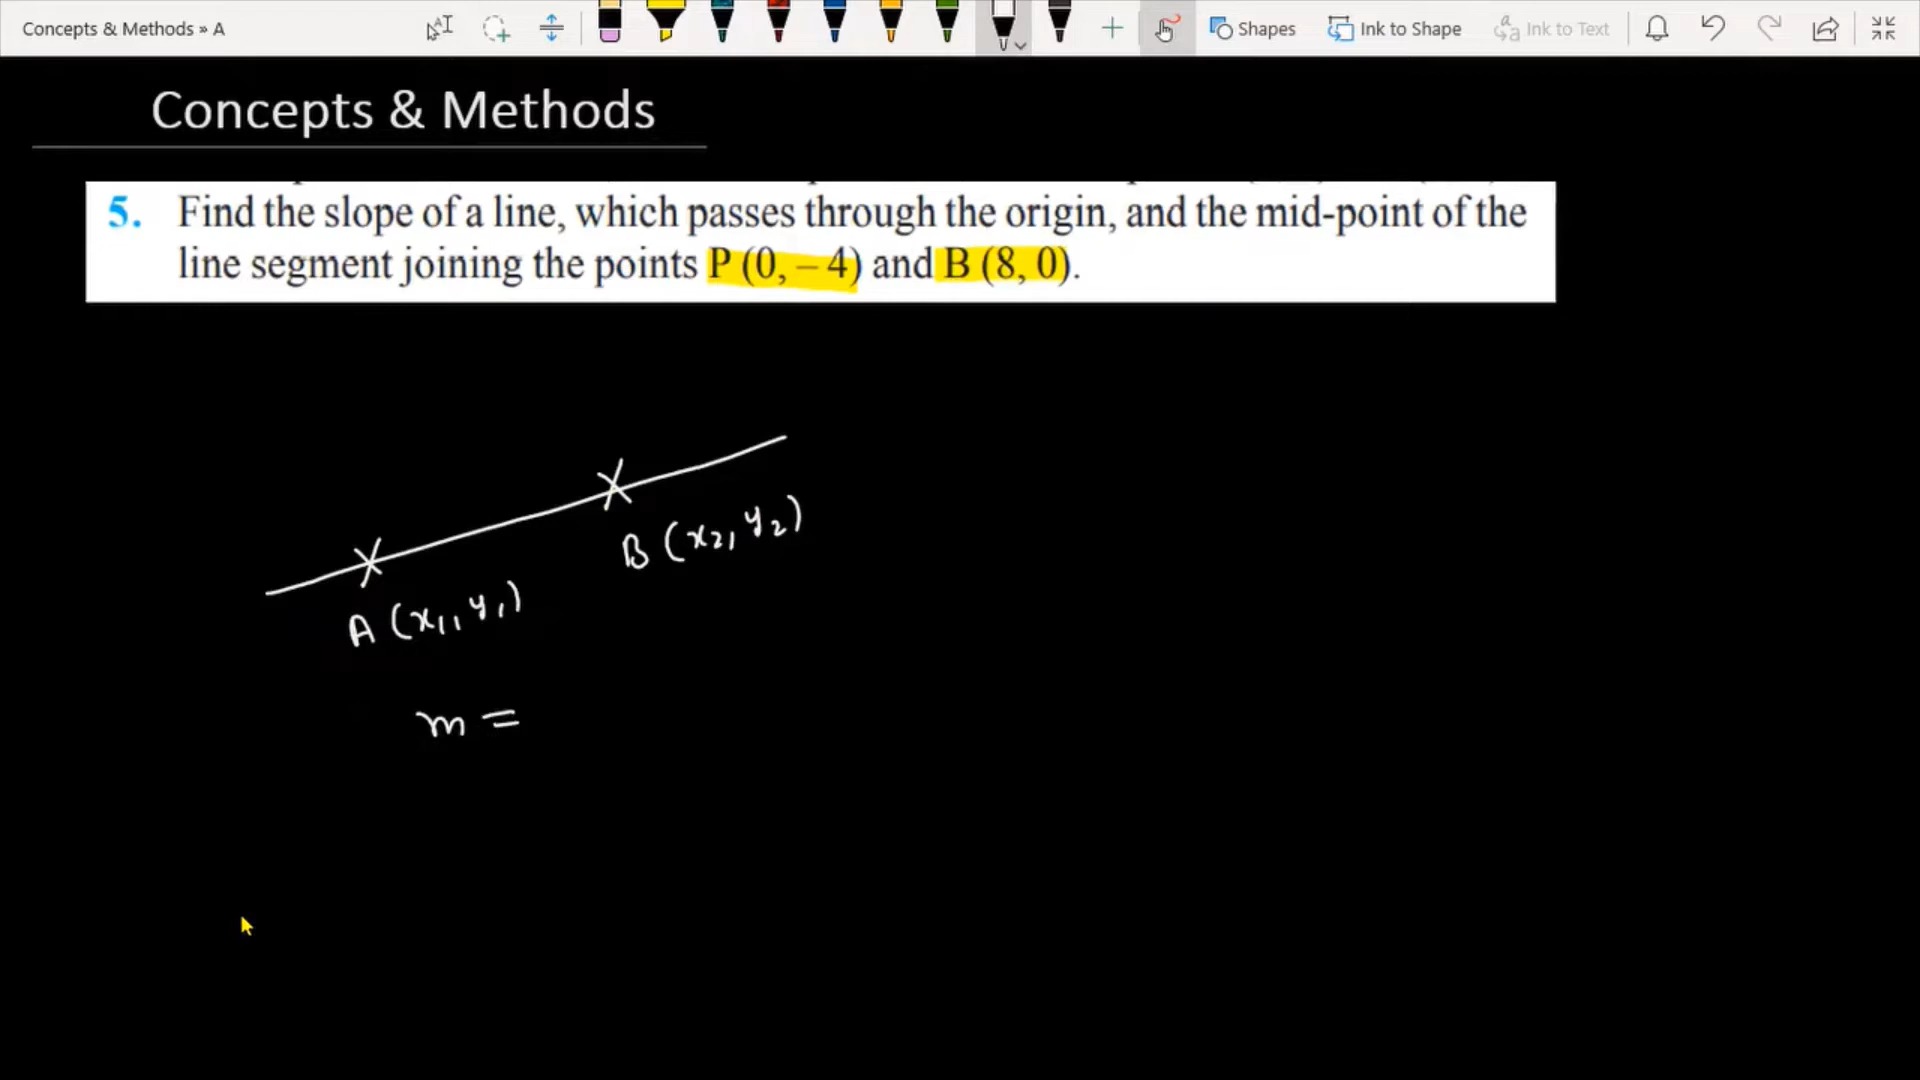 Concepts & Methods » A
Shapes
Ink to Shape
Ink to Text
Concepts & Methods
5. Find the slope of a line, which passes through the origin, and the mid-point of the
line segment joining the points P (0, – 4) and B (8, 0).
B (x2, y2)
A (x1, y1)
m =